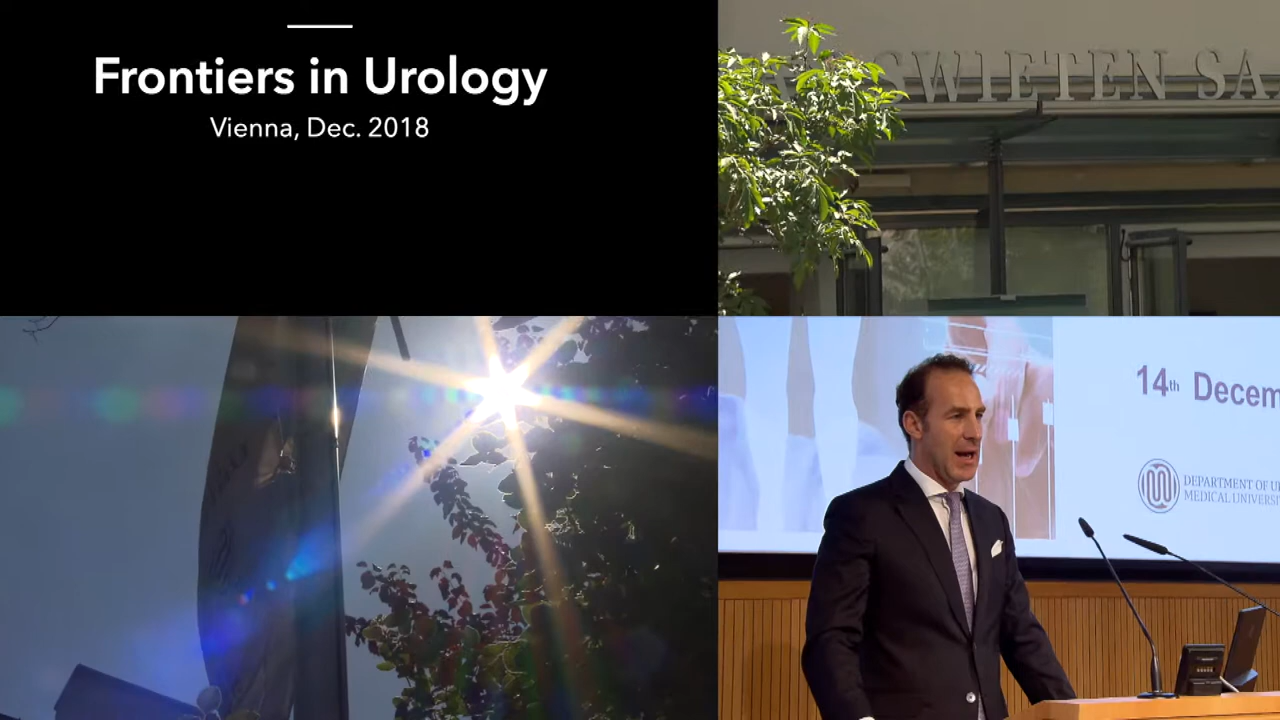 Frontiers in Urology
Vienna, Dec. 2018
SWIETEN SA
14th Decem
DEPARTMENT OF U
MEDICAL UNIVERSI